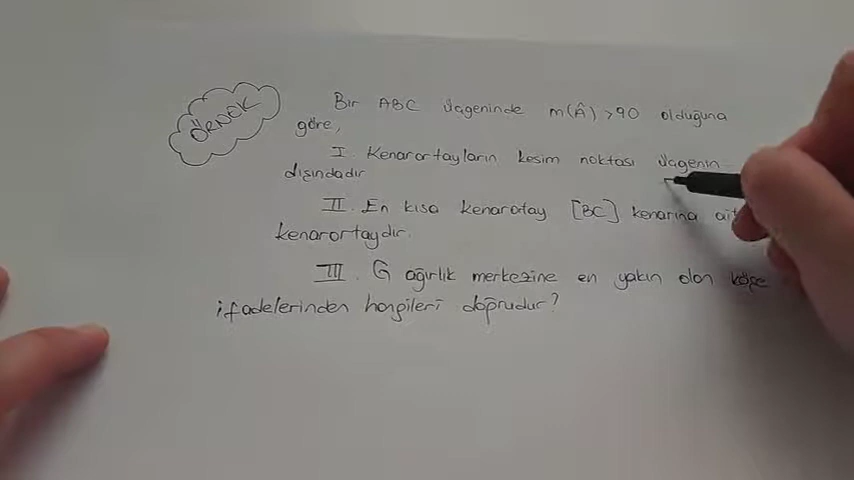 ÖRNEK
Bir ABC üçgeninde m(Â) > 90 olduğuna
göre,
I. Kenarortayların kesim noktası üçgenin
dışındadır
II. En kısa kenarotay [BC] kenarına ait
kenarortaydır.
III. G ağırlık merkezine en yakın olan köşe
ifadelerinden hangileri doğrudur?